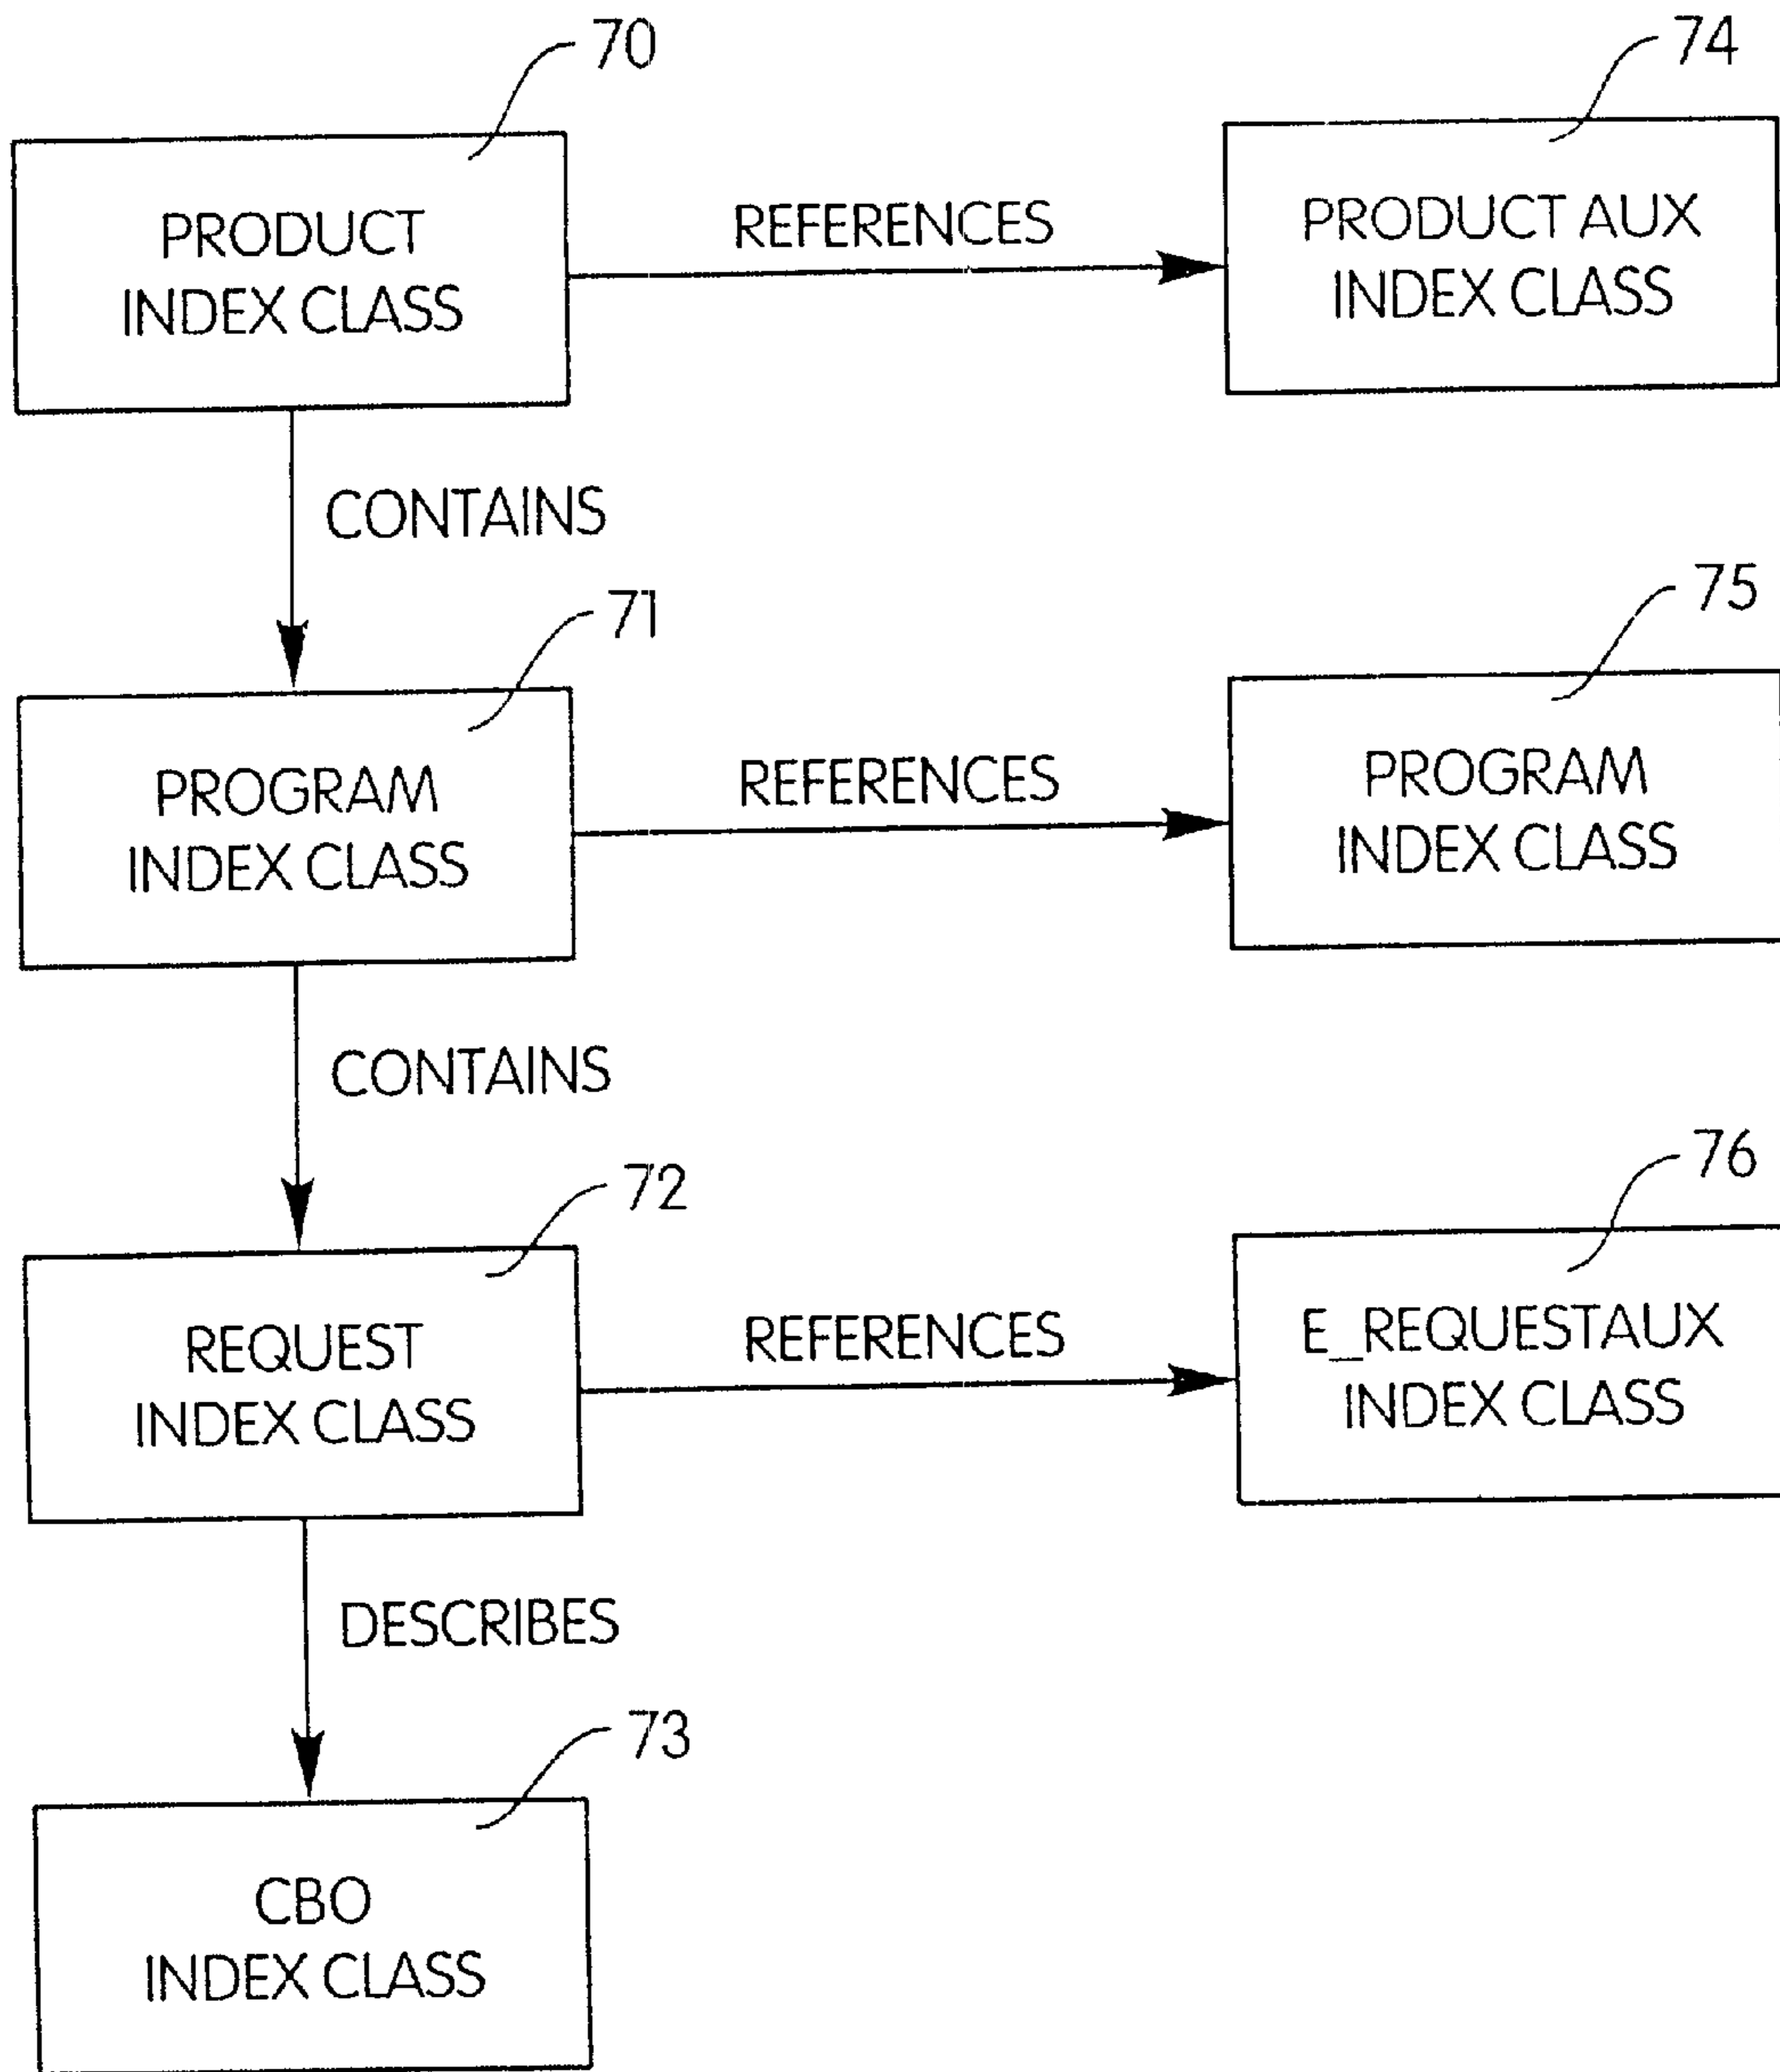 70
74
PRODUCT
INDEX CLASS
REFERENCES
PRODUCT AUX
INDEX CLASS
CONTAINS
71
75
PROGRAM
INDEX CLASS
REFERENCES
PROGRAM
INDEX CLASS
CONTAINS
72
76
REQUEST
INDEX CLASS
REFERENCES
E_REQUESTAUX
INDEX CLASS
DESCRIBES
73
CBO
INDEX CLASS